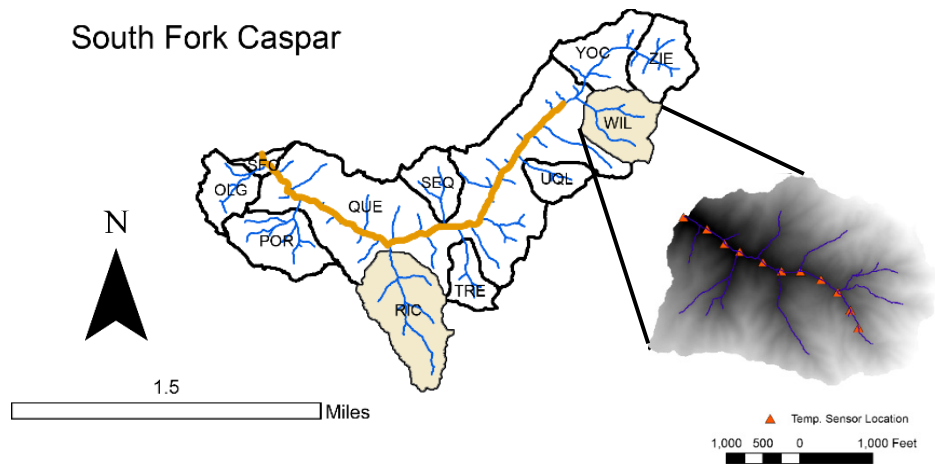 South Fork Caspar
YOC
ZIE
WIL
SFC
OLG
SEQ
UQL
QUE
POR
N
TRE
RIC
1.5
Miles
Temp. Sensor Location
1,000 500 0 1,000 Feet